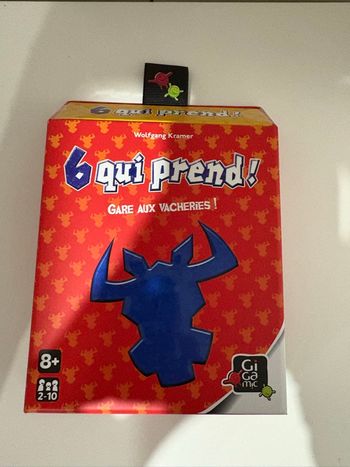 6 qui prend!
Wolfgang Kramer
6 qui prend!
GARE AUX VACHERIES !
8+
2-10
Gi
GA
mic